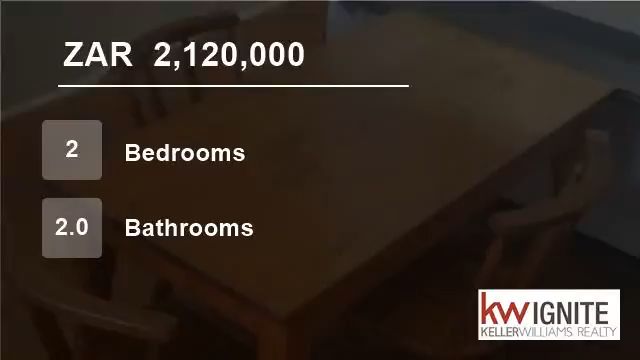 ZAR 2,120,000
2 Bedrooms
2.0 Bathrooms
kw IGNITE
KELLERWILLIAMS REALTY